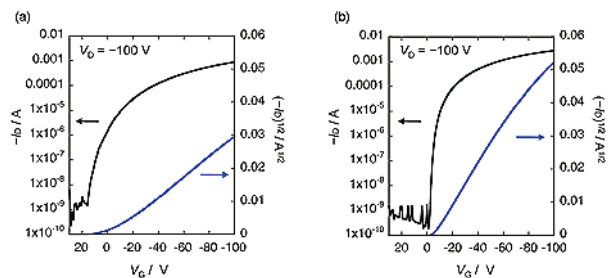 (a)
V_D = −100 V
0.01
0.001
0.0001
1x10⁻⁵
1x10⁻⁶
1x10⁻⁷
1x10⁻⁸
1x10⁻⁹
1x10⁻¹⁰
−I_D / A
0.06
0.05
0.04
0.03
0.02
0.01
0
(−I_D)^1/2 / A^1/2
20 0 -20 -40 -60 -80 -100
V_G / V
(b)
V_D = −100 V
0.01
0.001
0.0001
1x10⁻⁵
1x10⁻⁶
1x10⁻⁷
1x10⁻⁸
1x10⁻⁹
1x10⁻¹⁰
−I_D / A
0.06
0.05
0.04
0.03
0.02
0.01
0
(−I_D)^1/2 / A^1/2
20 0 -20 -40 -60 -80 -100
V_G / V